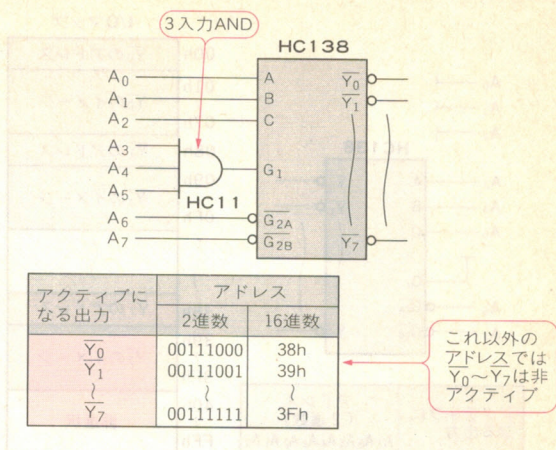 3入力AND
HC138
A0
A1
A2
A3
A4
A5
A6
A7
A
B
C
G1
G2A
G2B
Y0
Y1
Y7
HC11
アクティブになる出力
アドレス
2進数
16進数
Y0 00111000 38h
Y1 00111001 39h
~ ~ ~
Y7 00111111 3Fh
これ以外の
アドレスでは
Y0~Y7は非
アクティブ